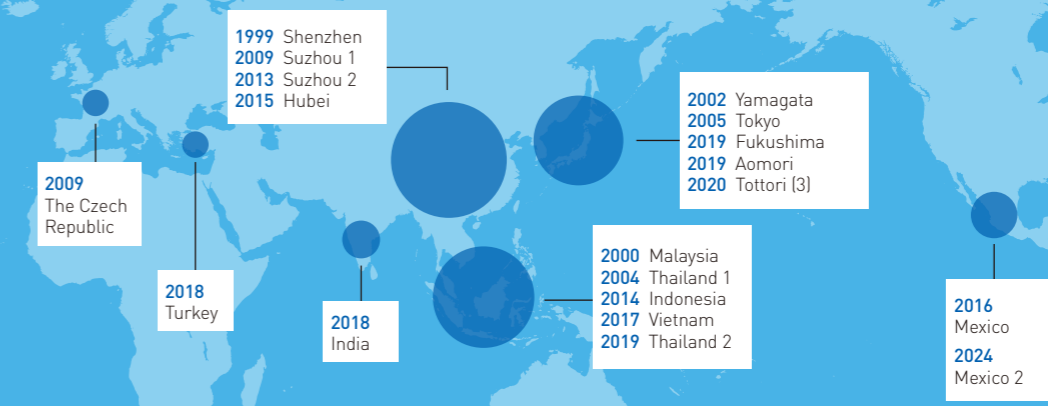 1999 Shenzhen
2009 Suzhou 1
2013 Suzhou 2
2015 Hubei
2002 Yamagata
2005 Tokyo
2019 Fukushima
2019 Aomori
2020 Tottori (3)
2009
The Czech
Republic
2018
Turkey
2018
India
2000 Malaysia
2004 Thailand 1
2014 Indonesia
2017 Vietnam
2019 Thailand 2
2016
Mexico
2024
Mexico 2